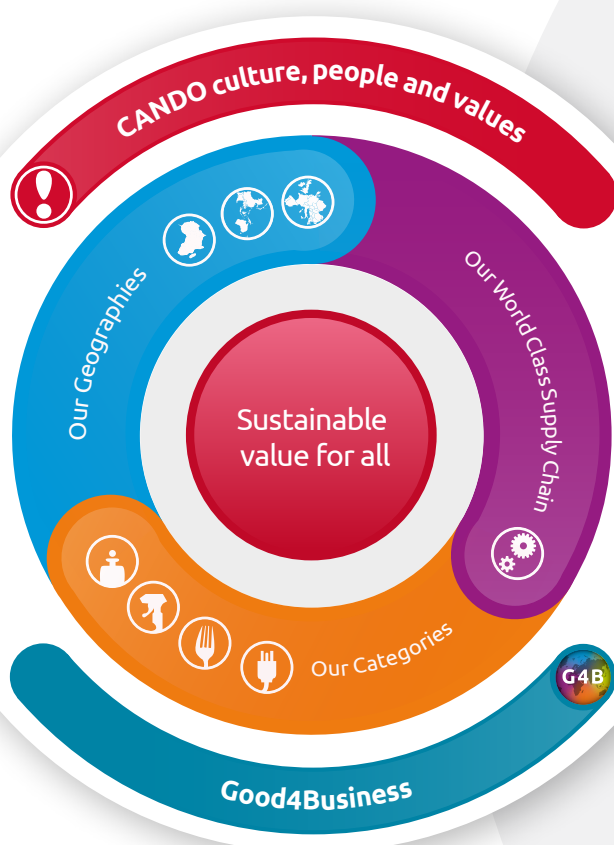 CANDO culture, people and values
Our Geographies
Our World Class Supply Chain
Sustainable
value for all
Our Categories
G4B
Good4Business